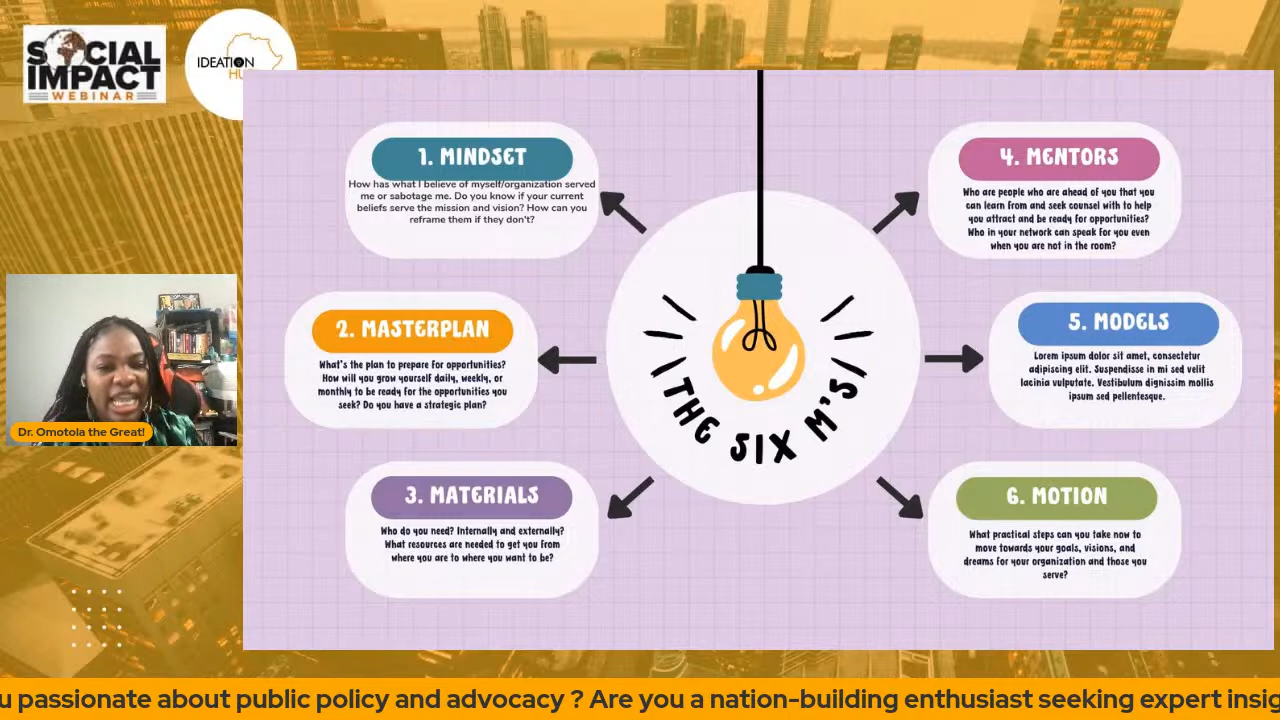 SOCIAL
IMPACT
WEBINAR
IDEATION
HU
1. MINDSET
How has what I believe of myself/organization served
me or sabotage me. Do you know if your current
beliefs serve the mission and vision? How can you
reframe them if they don't?
2. MASTERPLAN
What's the plan to prepare for opportunities?
How will you grow yourself daily, weekly, or
monthly to be ready for the opportunities you
seek? Do you have a strategic plan?
3. MATERIALS
Who do you need? Internally and externally?
What resources are needed to get you from
where you are to where you want to be?
THE SIX M'S
4. MENTORS
Who are people who are ahead of you that you
can learn from and seek counsel with to help
you attract and be ready for opportunities?
Who in your network can speak for you even
when you are not in the room?
5. MODELS
Lorem ipsum dolor sit amet, consectetur
adipiscing elit. Suspendisse in mi sed velit
lacinia vulputate. Vestibulum dignissim mollis
ipsum sed pellentesque.
6. MOTION
What practical steps can you take now to
move towards your goals, visions, and
dreams for your organization and those you
serve?
Dr. Omotola the Great!
u passionate about public policy and advocacy ? Are you a nation-building enthusiast seeking expert insig